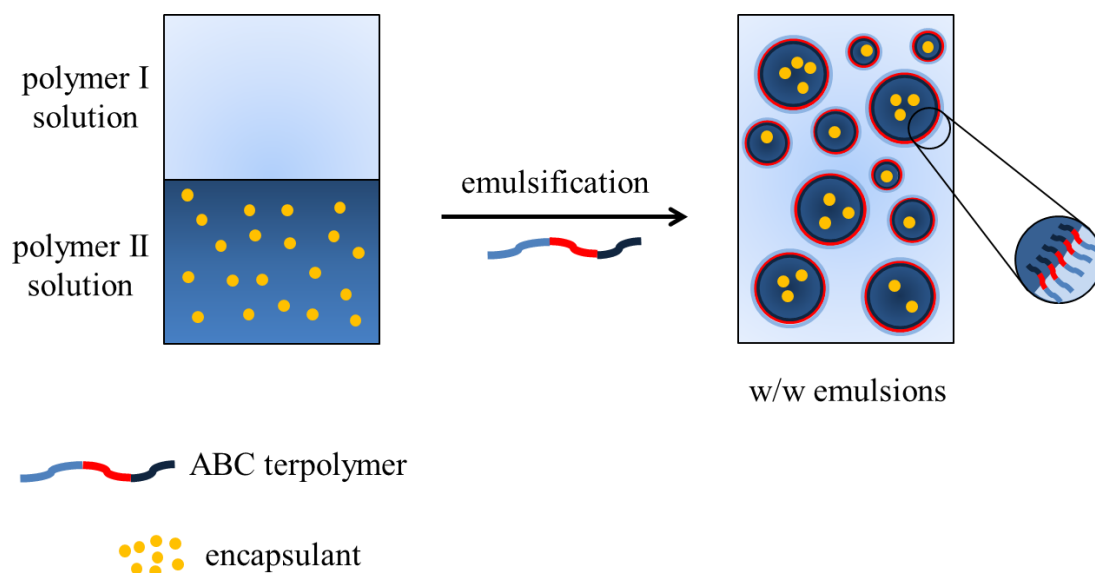 polymer I
solution
polymer II
solution
emulsification
w/w emulsions
ABC terpolymer
encapsulant